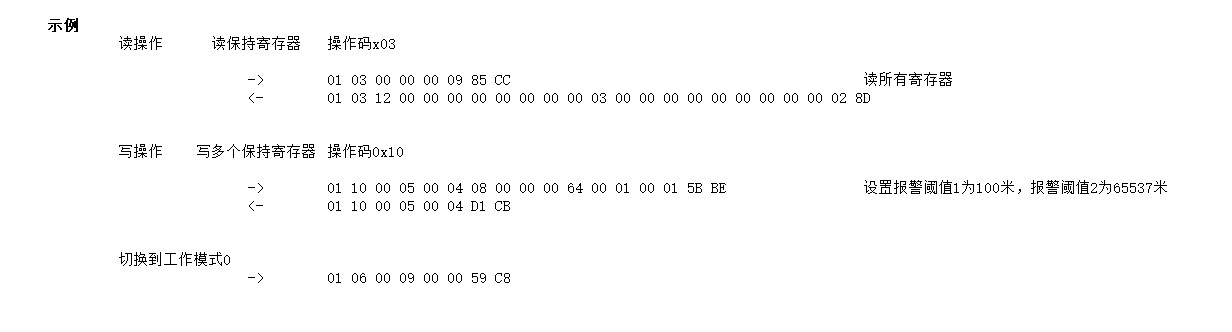 示例
读操作 读保持寄存器 操作码x03
-> 01 03 00 00 00 09 85 CC 读所有寄存器
<- 01 03 12 00 00 00 00 00 00 00 00 03 00 00 00 00 00 00 00 00 00 02 8D
写操作 写多个保持寄存器 操作码0x10
-> 01 10 00 05 00 04 08 00 00 00 64 00 01 00 01 5B BE 设置报警阈值1为100米，报警阈值2为65537米
<- 01 10 00 05 00 04 D1 CB
切换到工作模式0
-> 01 06 00 09 00 00 59 C8